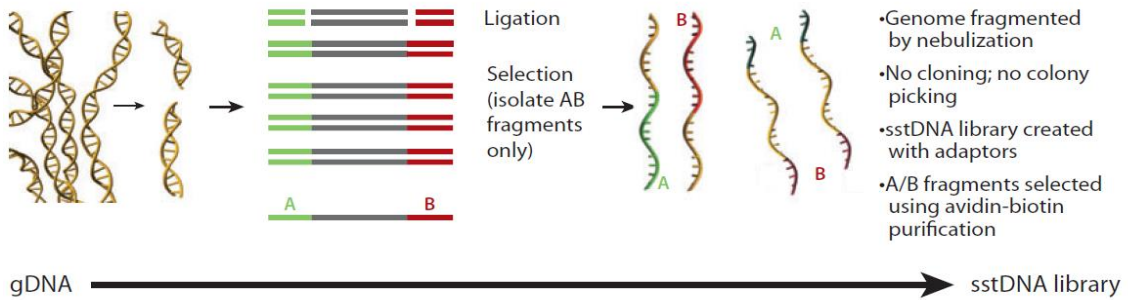 Ligation
Selection
(isolate AB
fragments
only)
A
B
B
A
A
B
•Genome fragmented
by nebulization
•No cloning; no colony
picking
•sstDNA library created
with adaptors
•A/B fragments selected
using avidin-biotin
purification
gDNA
sstDNA library